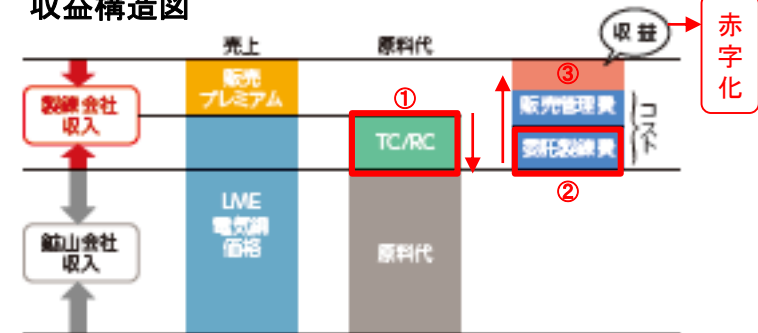 収益構造図
売上
原料代
収益
赤
字
化
販売
プレミアム
①
③
製錬会社
収入
TC/RC
販売管理費
委託製錬費
コスト
②
LME
電気銅
価格
鉱山会社
収入
原料代